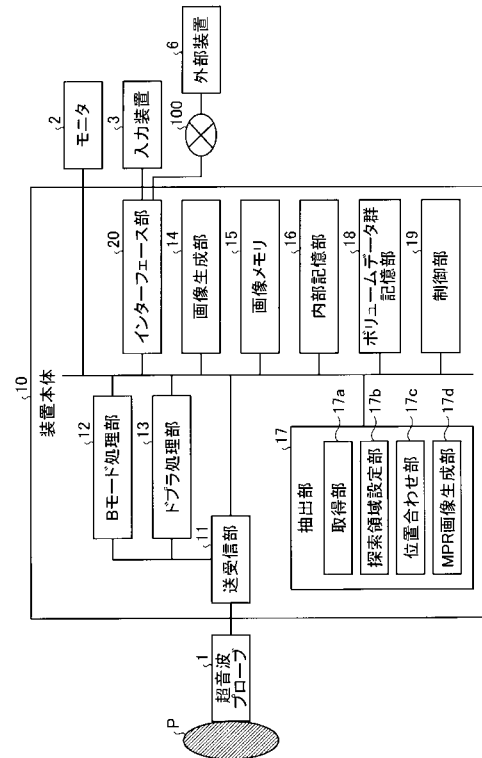 10
装置本体
P
1
超音波
プローブ
11
送受信部
12
Bモード処理部
13
ドプラ処理部
17
抽出部
取得部
17a
探索領域設定部
17b
位置合わせ部
17c
MPR画像生成部
17d
20
インターフェース部
14
画像生成部
15
画像メモリ
16
内部記憶部
18
ボリュームデータ群
記憶部
19
制御部
2
モニタ
3
入力装置
100
6
外部装置